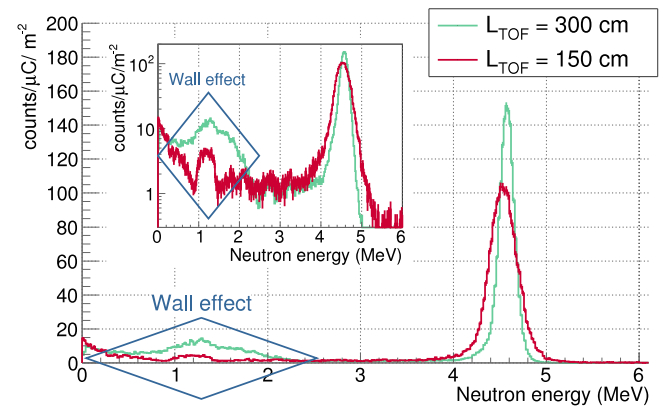 counts/μC/ m⁻²
200
180
160
140
120
100
80
60
40
20
0
L_TOF = 300 cm
L_TOF = 150 cm
counts/μC/m⁻²
10²
10
1
Wall effect
0 1 2 3 4 5 6
Neutron energy (MeV)
Wall effect
0 1 2 3 4 5 6
Neutron energy (MeV)